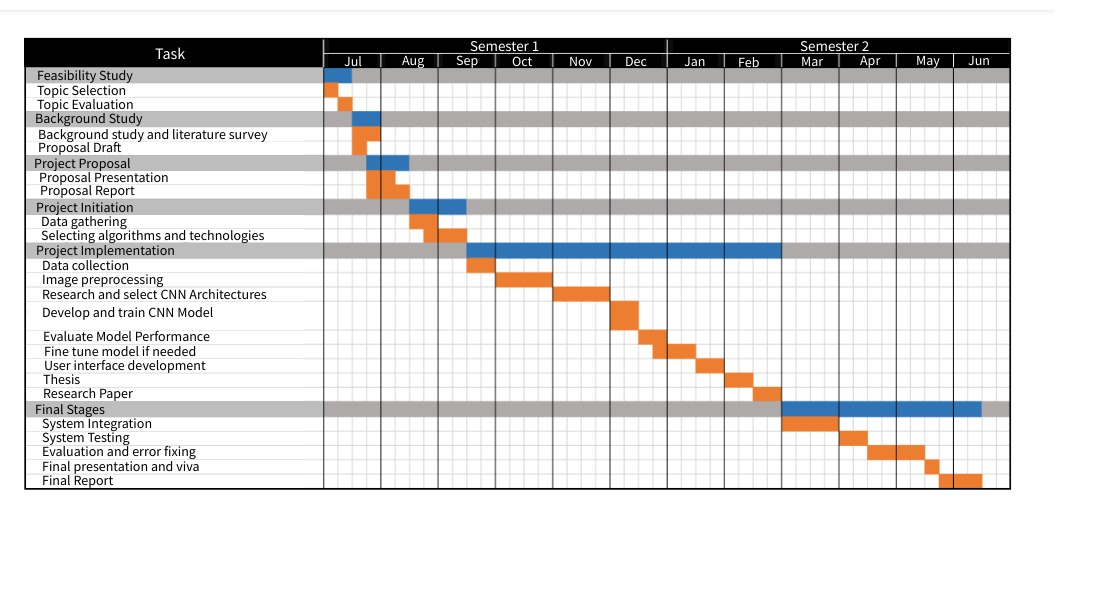 Task
Semester 1
Semester 2
Jul
Aug
Sep
Oct
Nov
Dec
Jan
Feb
Mar
Apr
May
Jun
Feasibility Study
Topic Selection
Topic Evaluation
Background Study
Background study and literature survey
Proposal Draft
Project Proposal
Proposal Presentation
Proposal Report
Project Initiation
Data gathering
Selecting algorithms and technologies
Project Implementation
Data collection
Image preprocessing
Research and select CNN Architectures
Develop and train CNN Model
Evaluate Model Performance
Fine tune model if needed
User interface development
Thesis
Research Paper
Final Stages
System Integration
System Testing
Evaluation and error fixing
Final presentation and viva
Final Report